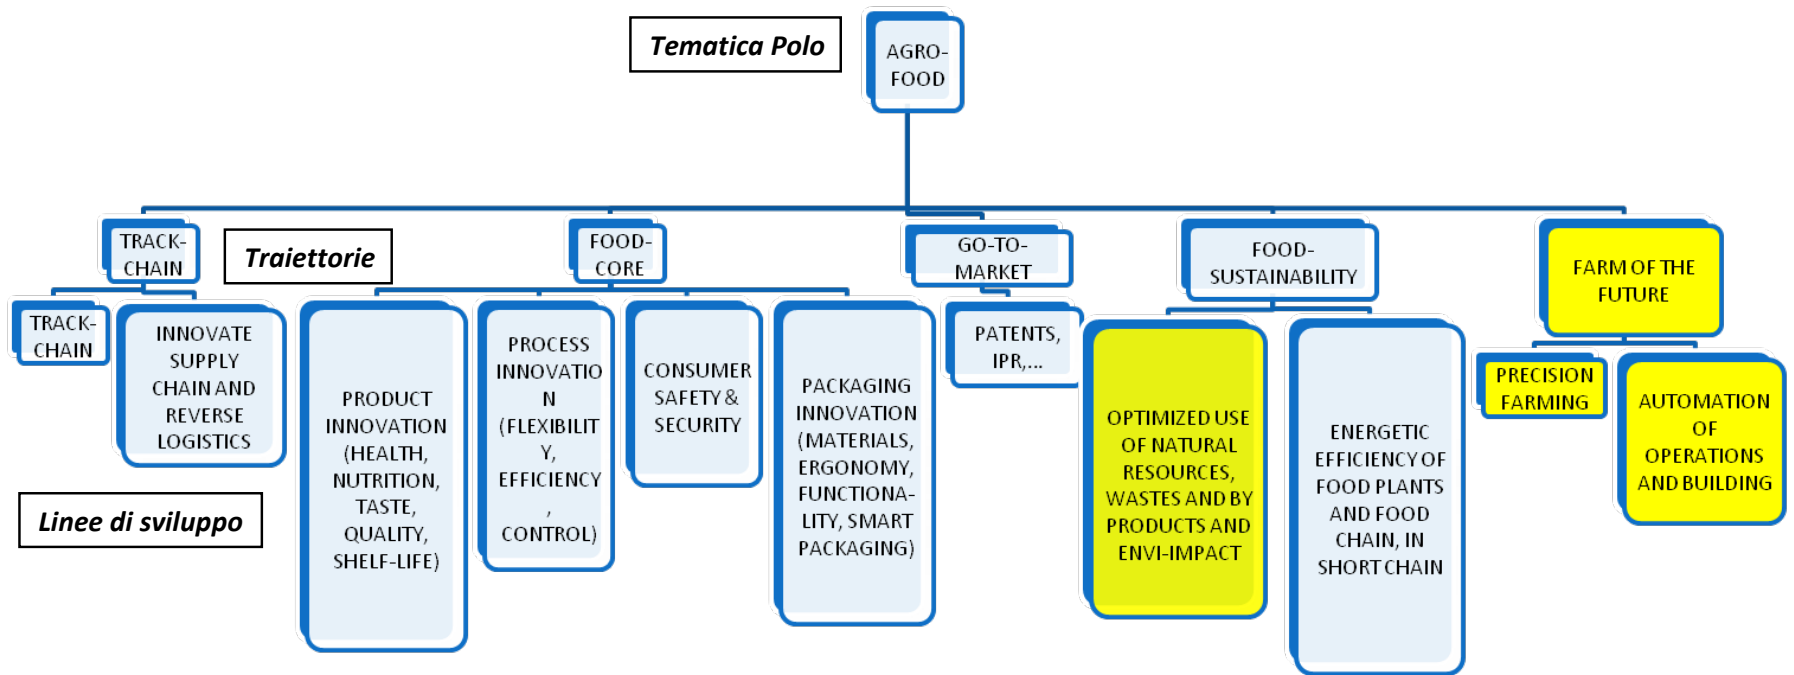 Tematica Polo
AGRO-
FOOD
TRACK-
CHAIN
Traiettorie
FOOD-
CORE
GO-TO-
MARKET
FOOD-
SUSTAINABILITY
FARM OF THE
FUTURE
TRACK-
CHAIN
INNOVATE
SUPPLY
CHAIN AND
REVERSE
LOGISTICS
PRODUCT
INNOVATION
(HEALTH,
NUTRITION,
TASTE,
QUALITY,
SHELF-LIFE)
PROCESS
INNOVATIO
N
(FLEXIBILIT
Y,
EFFICIENCY
,
CONTROL)
CONSUMER
SAFETY &
SECURITY
PACKAGING
INNOVATION
(MATERIALS,
ERGONOMY,
FUNCTIONA-
LITY, SMART
PACKAGING)
PATENTS,
IPR,...
OPTIMIZED USE
OF NATURAL
RESOURCES,
WASTES AND BY
PRODUCTS AND
ENVI-IMPACT
ENERGETIC
EFFICIENCY OF
FOOD PLANTS
AND FOOD
CHAIN, IN
SHORT CHAIN
PRECISION
FARMING
AUTOMATION
OF
OPERATIONS
AND BUILDING
Linee di sviluppo